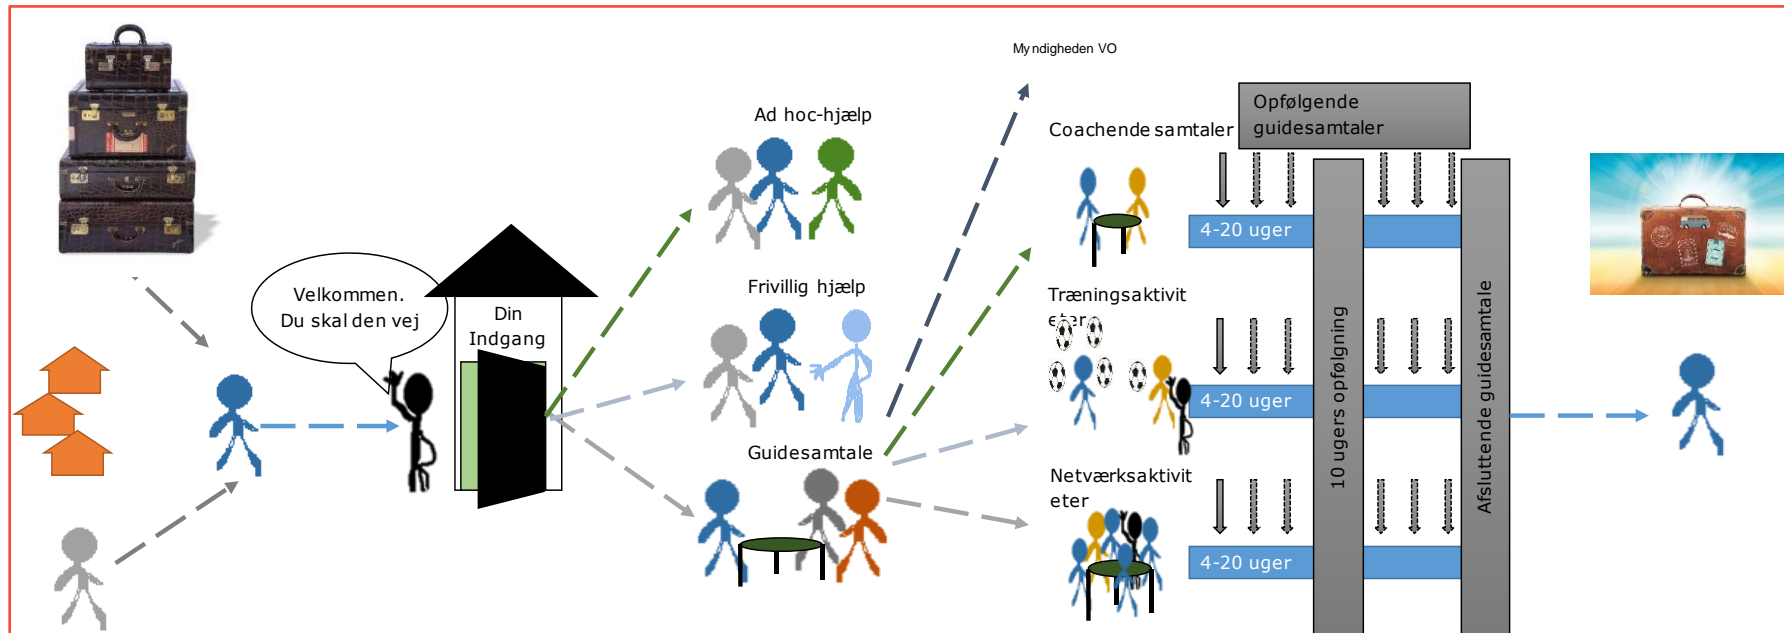 Velkommen.
Du skal den vej
Din
Indgang
Ad hoc-hjælp
Frivillig hjælp
Guidesamtale
Myndigheden VO
Coachende samtaler
Træningsaktivit
eter
Netværksaktivit
eter
Opfølgende
guidesamtaler
4-20 uger
4-20 uger
4-20 uger
10 ugers opfølgning
Afsluttende guidesamtale